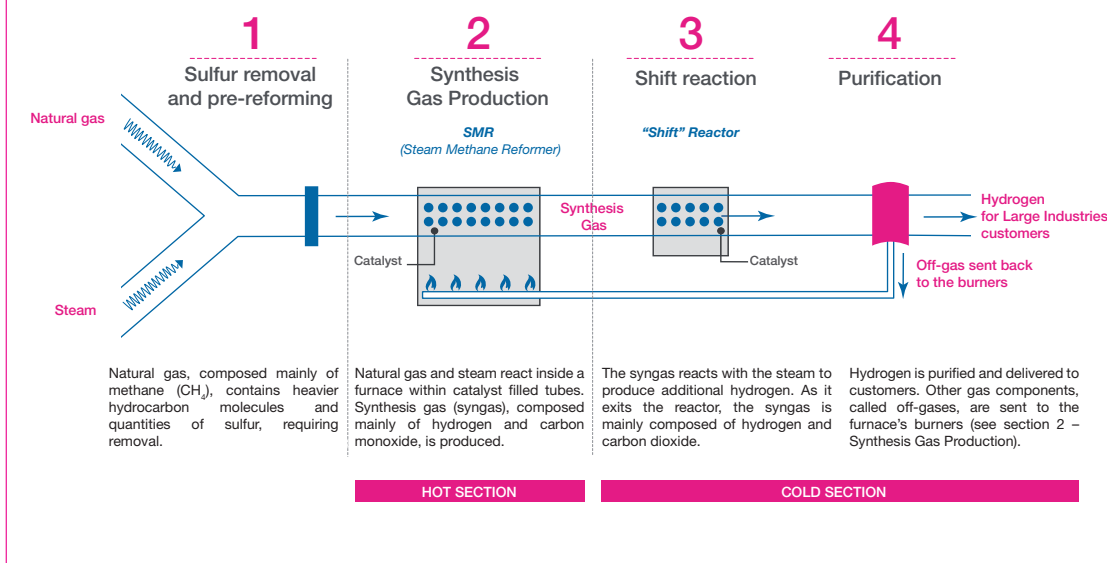 1
Sulfur removal
and pre-reforming
2
Synthesis
Gas Production
3
Shift reaction
4
Purification
SMR
(Steam Methane Reformer)
“Shift” Reactor
Natural gas
Steam
Synthesis
Gas
Catalyst
Catalyst
Hydrogen
for Large Industries
customers
Off-gas sent back
to the burners
Natural gas, composed mainly of
methane (CH4), contains heavier
hydrocarbon molecules and
quantities of sulfur, requiring
removal.
Natural gas and steam react inside a
furnace within catalyst filled tubes.
Synthesis gas (syngas), composed
mainly of hydrogen and carbon
monoxide, is produced.
The syngas reacts with the steam to
produce additional hydrogen. As it
exits the reactor, the syngas is
mainly composed of hydrogen and
carbon dioxide.
Hydrogen is purified and delivered to
customers. Other gas components,
called off-gases, are sent to the
furnace’s burners (see section 2 –
Synthesis Gas Production).
HOT SECTION
COLD SECTION